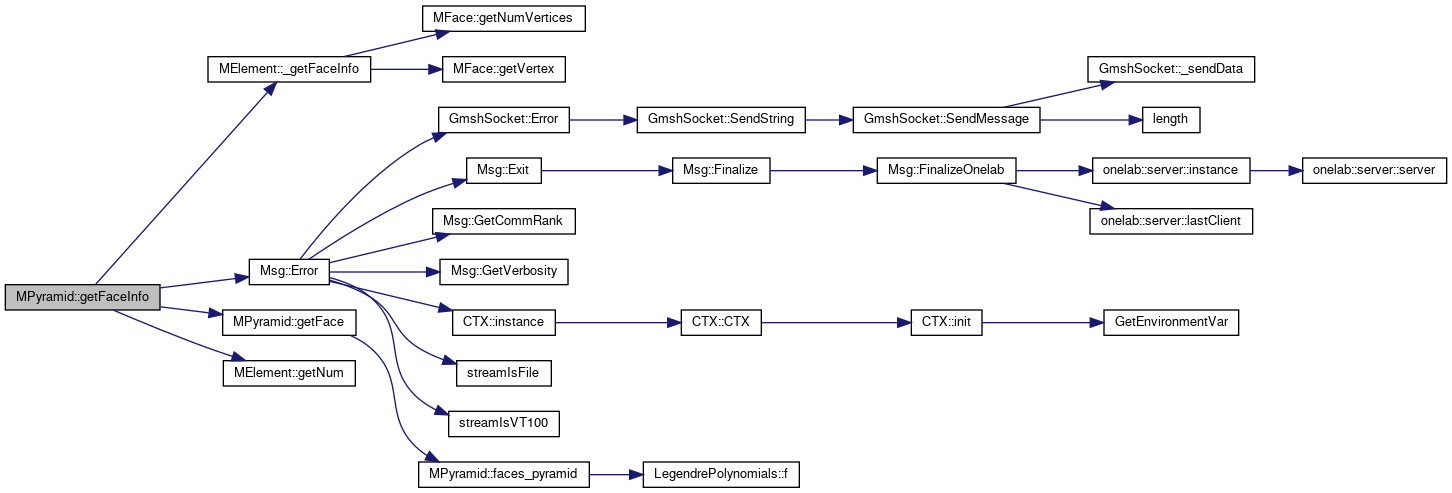 MFace::getNumVertices
MElement::_getFaceInfo
MFace::getVertex
GmshSocket::_sendData
GmshSocket::Error
GmshSocket::SendString
GmshSocket::SendMessage
length
Msg::Exit
Msg::Finalize
Msg::FinalizeOnelab
onelab::server::instance
onelab::server::server
Msg::GetCommRank
onelab::server::lastClient
Msg::Error
Msg::GetVerbosity
MPyramid::getFaceInfo
MPyramid::getFace
CTX::instance
CTX::CTX
CTX::init
GetEnvironmentVar
MElement::getNum
streamIsFile
streamIsVT100
MPyramid::faces_pyramid
LegendrePolynomials::f